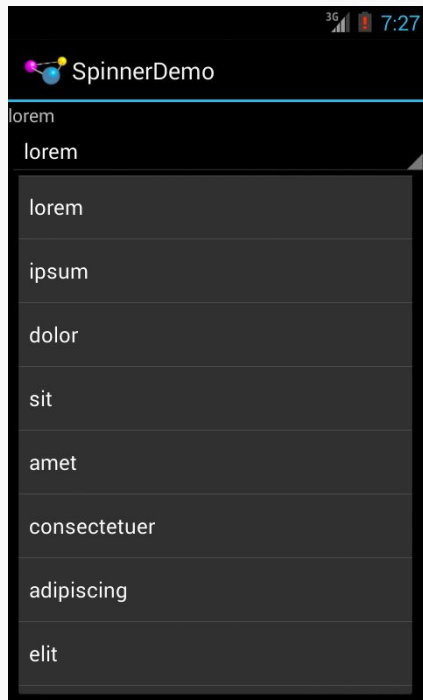 3G 7:27
SpinnerDemo
lorem
lorem
lorem
ipsum
dolor
sit
amet
consectetuer
adipiscing
elit